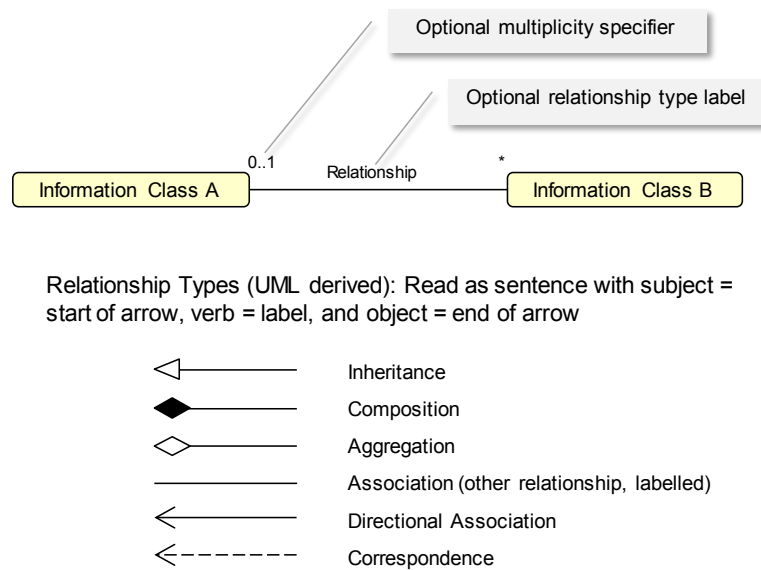 Optional multiplicity specifier
Optional relationship type label
0..1
Relationship
*
Information Class A
Information Class B
Relationship Types (UML derived): Read as sentence with subject =
start of arrow, verb = label, and object = end of arrow
Inheritance
Composition
Aggregation
Association (other relationship, labelled)
Directional Association
Correspondence